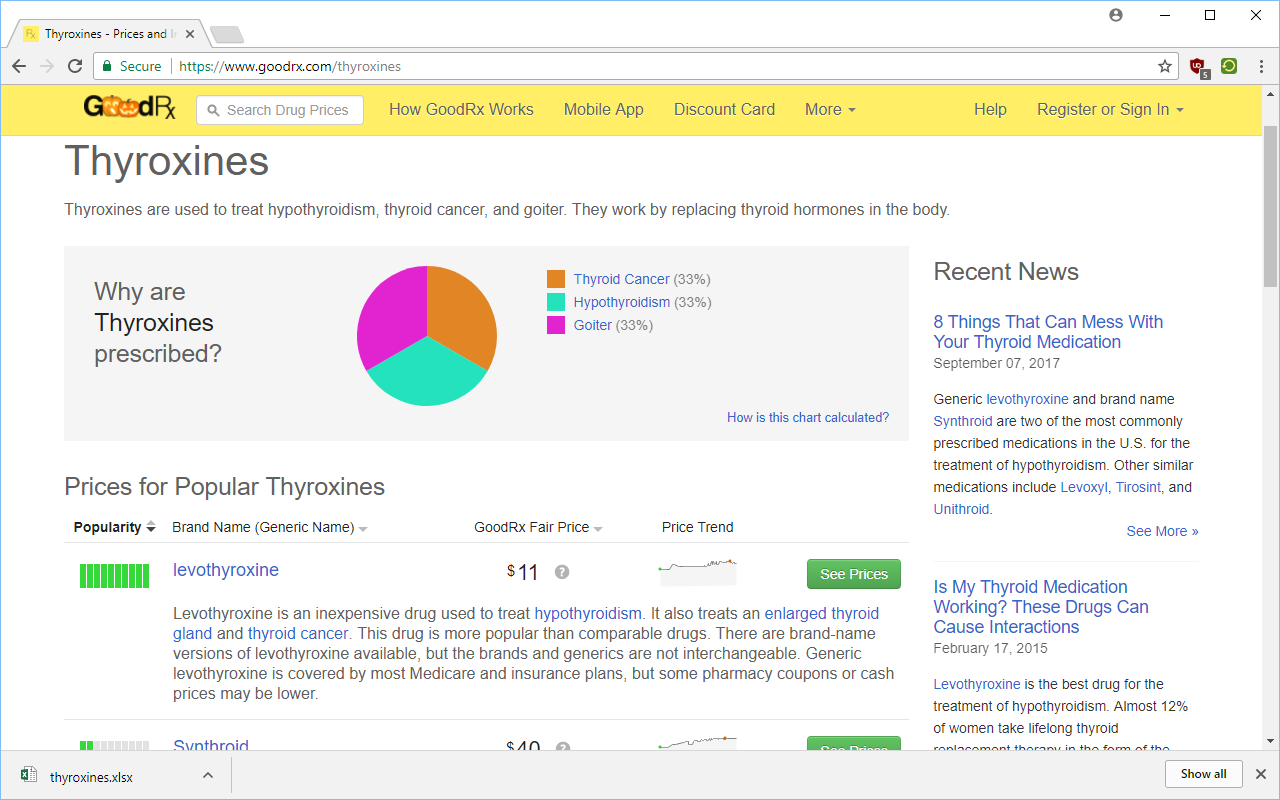 Thyroxines - Prices and I
Secure https://www.goodrx.com/thyroxines
5
GoodRx
Search Drug Prices
How GoodRx Works
Mobile App
Discount Card
More
Help
Register or Sign In
Thyroxines
Thyroxines are used to treat hypothyroidism, thyroid cancer, and goiter. They work by replacing thyroid hormones in the body.
Why are
Thyroxines
prescribed?
Thyroid Cancer (33%)
Hypothyroidism (33%)
Goiter (33%)
How is this chart calculated?
Prices for Popular Thyroxines
Popularity
Brand Name (Generic Name)
GoodRx Fair Price
Price Trend
levothyroxine
$11
?
See Prices
Levothyroxine is an inexpensive drug used to treat hypothyroidism. It also treats an enlarged thyroid
gland and thyroid cancer. This drug is more popular than comparable drugs. There are brand-name
versions of levothyroxine available, but the brands and generics are not interchangeable. Generic
levothyroxine is covered by most Medicare and insurance plans, but some pharmacy coupons or cash
prices may be lower.
Synthroid
$40
?
See Prices
Recent News
8 Things That Can Mess With
Your Thyroid Medication
September 07, 2017
Generic levothyroxine and brand name
Synthroid are two of the most commonly
prescribed medications in the U.S. for the
treatment of hypothyroidism. Other similar
medications include Levoxyl, Tirosint, and
Unithroid.
See More »
Is My Thyroid Medication
Working? These Drugs Can
Cause Interactions
February 17, 2015
Levothyroxine is the best drug for the
treatment of hypothyroidism. Almost 12%
of women take lifelong thyroid
replacement therapy in the form of the
thyroxines.xlsx
Show all